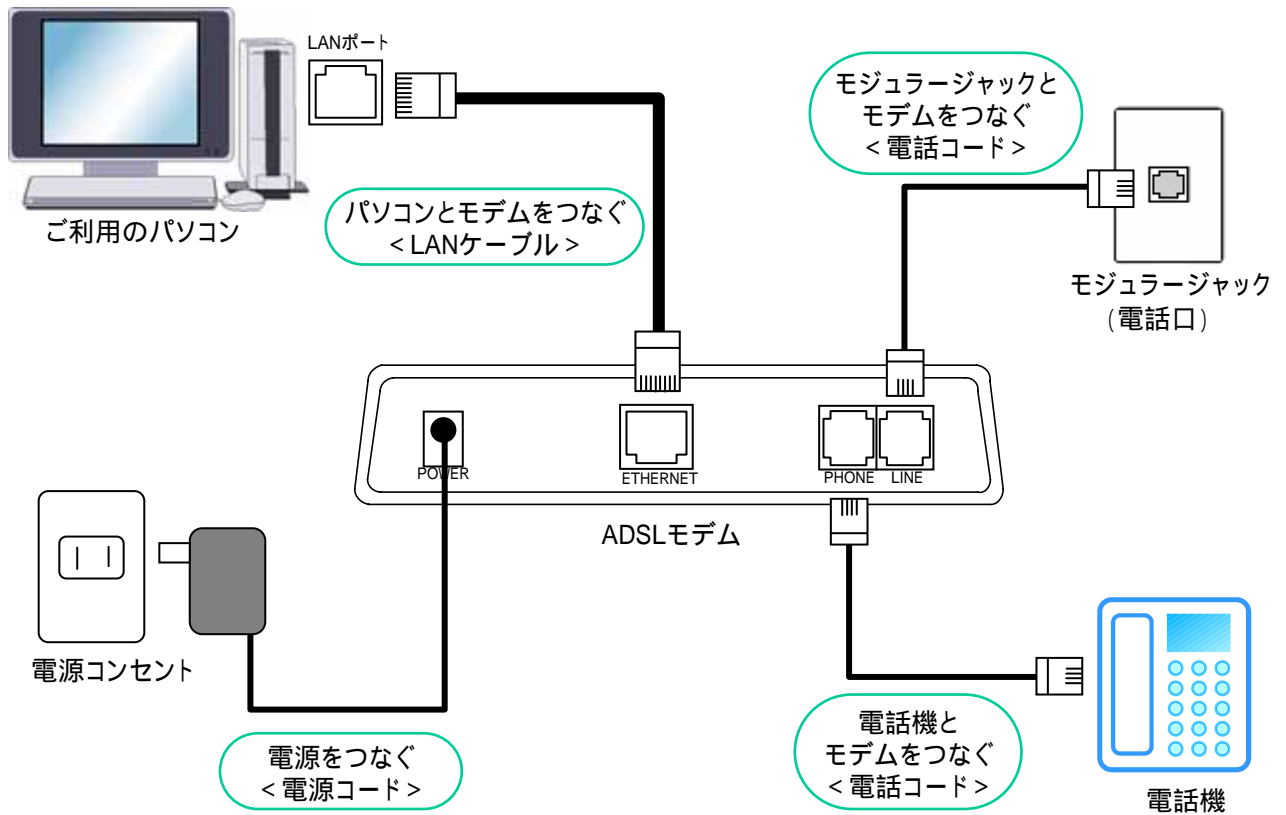 LANポート
モジュラージャックと
モデムをつなぐ
<電話コード>
ご利用のパソコン
パソコンとモデムをつなぐ
<LANケーブル>
モジュラージャック
(電話口)
POWER
ETHERNET
PHONE
LINE
ADSLモデム
電源コンセント
電源をつなぐ
<電源コード>
電話機と
モデムをつなぐ
<電話コード>
電話機